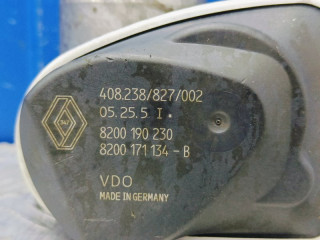 408.238/827/002
05.25.5 I.
8200 190 230
8200 171 134-B
VDO
MADE IN GERMANY